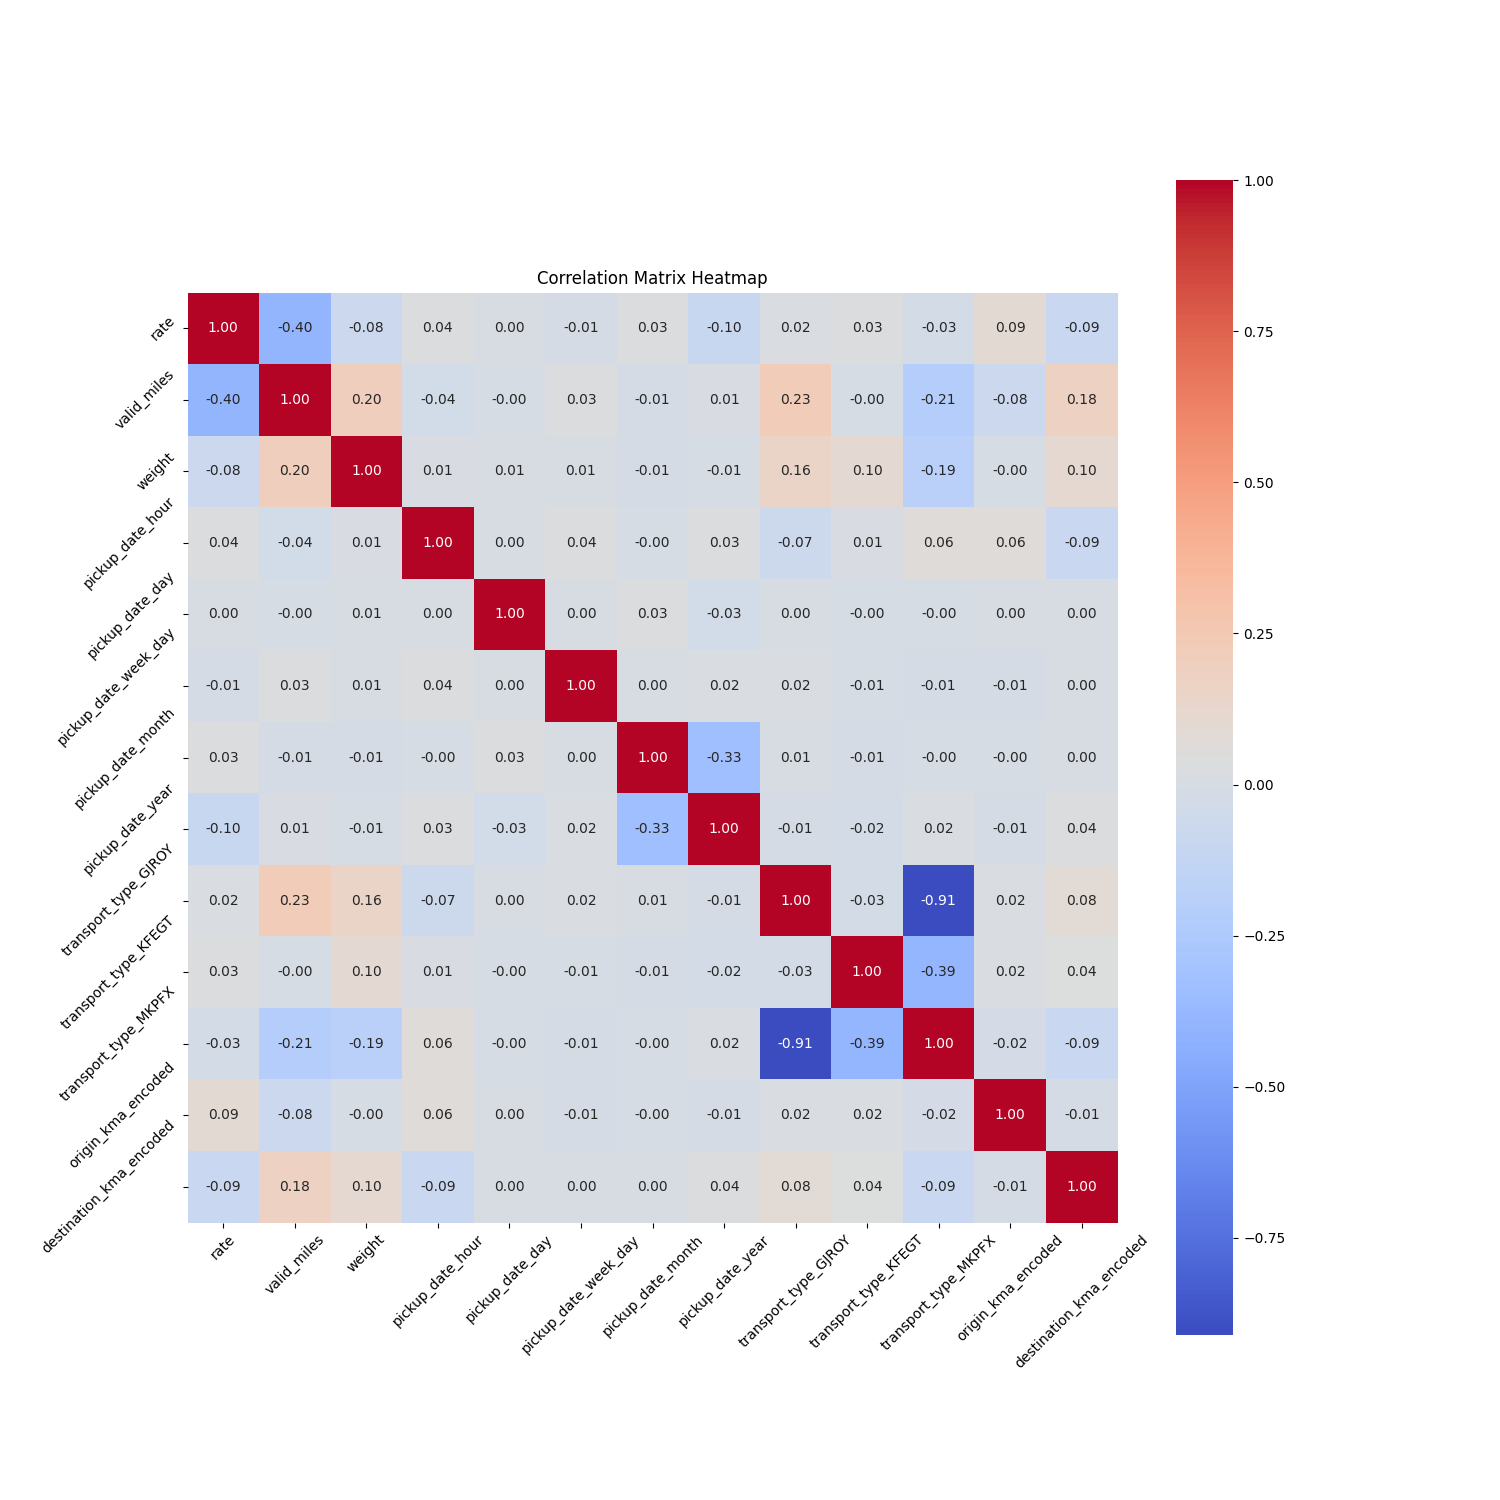 Correlation Matrix Heatmap
rate 1.00 -0.40 -0.08 0.04 0.00 -0.01 0.03 -0.10 0.02 0.03 -0.03 0.09 -0.09
valid_miles -0.40 1.00 0.20 -0.04 -0.00 0.03 -0.01 0.01 0.23 -0.00 -0.21 -0.08 0.18
weight -0.08 0.20 1.00 0.01 0.01 0.01 -0.01 -0.01 0.16 0.10 -0.19 -0.00 0.10
pickup_date_hour 0.04 -0.04 0.01 1.00 0.00 0.04 -0.00 0.03 -0.07 0.01 0.06 0.06 -0.09
pickup_date_day 0.00 -0.00 0.01 0.00 1.00 0.00 0.03 -0.03 0.00 -0.00 -0.00 0.00 0.00
pickup_date_week_day -0.01 0.03 0.01 0.04 0.00 1.00 0.00 0.02 0.02 -0.01 -0.01 -0.01 0.00
pickup_date_month 0.03 -0.01 -0.01 -0.00 0.03 0.00 1.00 -0.33 0.01 -0.01 -0.00 -0.00 0.00
pickup_date_year -0.10 0.01 -0.01 0.03 -0.03 0.02 -0.33 1.00 -0.01 -0.02 0.02 -0.01 0.04
transport_type_GJROY 0.02 0.23 0.16 -0.07 0.00 0.02 0.01 -0.01 1.00 -0.03 -0.91 0.02 0.08
transport_type_KFEGT 0.03 -0.00 0.10 0.01 -0.00 -0.01 -0.01 -0.02 -0.03 1.00 -0.39 0.02 0.04
transport_type_MKPFX -0.03 -0.21 -0.19 0.06 -0.00 -0.01 -0.00 0.02 -0.91 -0.39 1.00 -0.02 -0.09
origin_kma_encoded 0.09 -0.08 -0.00 0.06 0.00 -0.01 -0.00 -0.01 0.02 0.02 -0.02 1.00 -0.01
destination_kma_encoded -0.09 0.18 0.10 -0.09 0.00 0.00 0.00 0.04 0.08 0.04 -0.09 -0.01 1.00
rate valid_miles weight pickup_date_hour pickup_date_day pickup_date_week_day pickup_date_month pickup_date_year transport_type_GJROY transport_type_KFEGT transport_type_MKPFX origin_kma_encoded destination_kma_encoded
1.00
0.75
0.50
0.25
0.00
−0.25
−0.50
−0.75